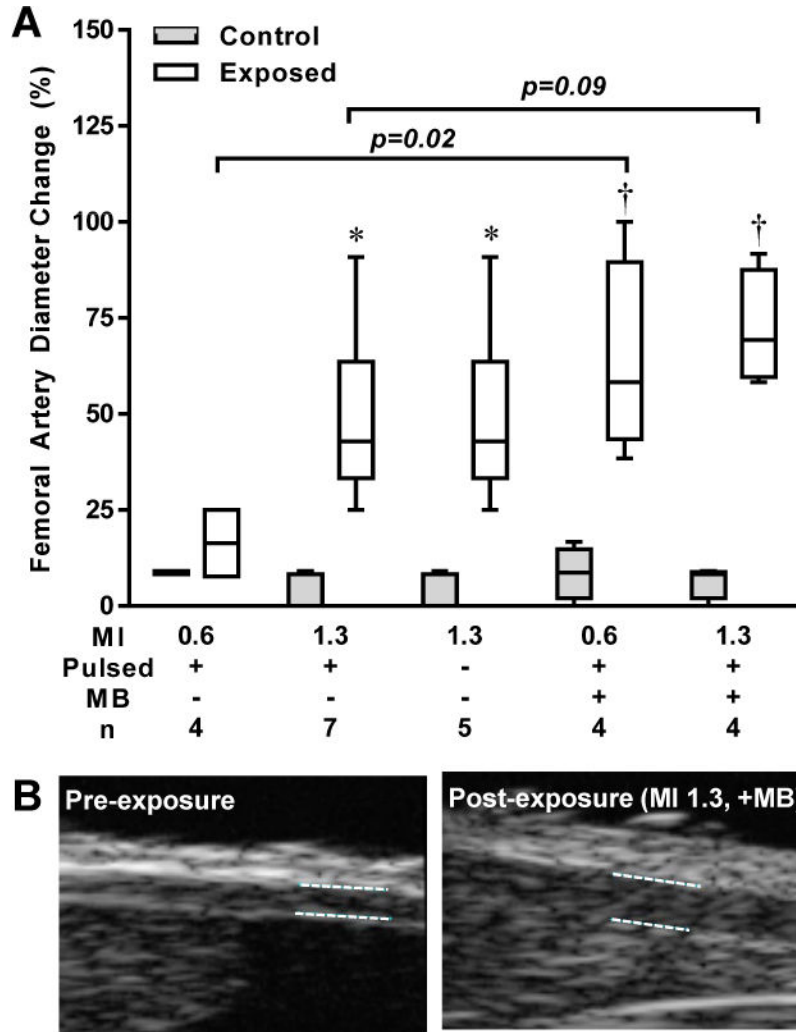 A
Femoral Artery Diameter Change (%)
150
125
100
75
50
25
0
Control
Exposed
p=0.09
p=0.02
* * † †
MI 0.6 1.3 1.3 0.6 1.3
Pulsed + + - + +
MB - - - + +
n 4 7 5 4 4
B
Pre-exposure
Post-exposure (MI 1.3, +MB